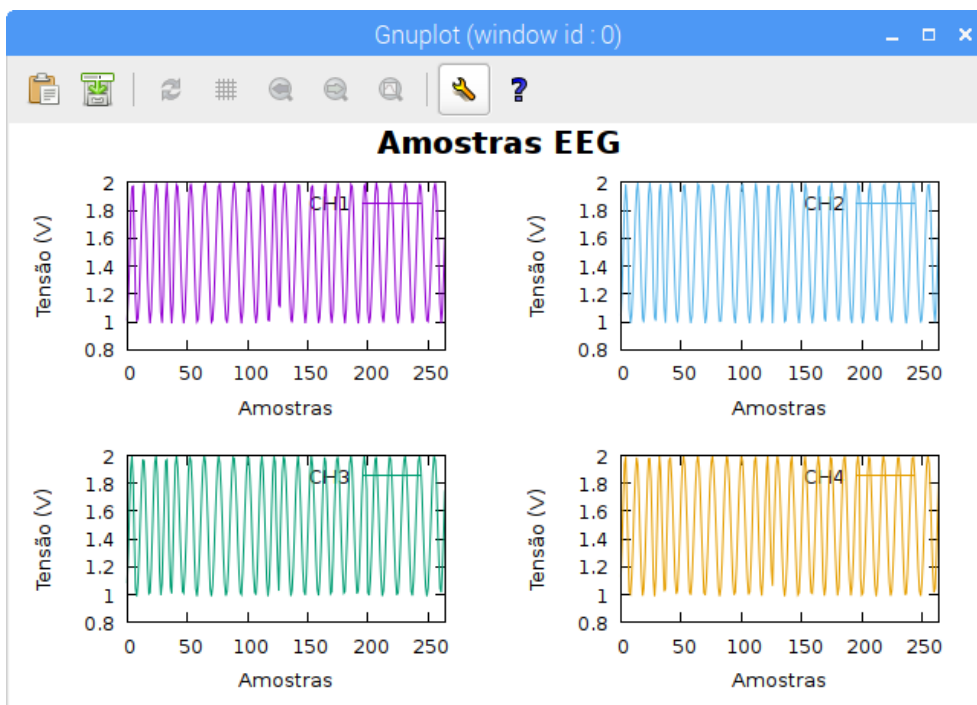 Gnuplot (window id : 0)
?
Amostras EEG
2
1.8
1.6
1.4
1.2
1
0.8
Tensão (V)
CH1
0 50 100 150 200 250
Amostras
2
1.8
1.6
1.4
1.2
1
0.8
Tensão (V)
CH2
0 50 100 150 200 250
Amostras
2
1.8
1.6
1.4
1.2
1
0.8
Tensão (V)
CH3
0 50 100 150 200 250
Amostras
2
1.8
1.6
1.4
1.2
1
0.8
Tensão (V)
CH4
0 50 100 150 200 250
Amostras